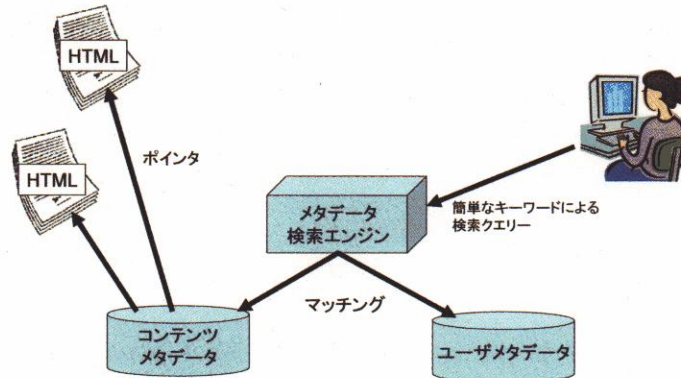 HTML
HTML
ポインタ
メタデータ
検索エンジン
簡単なキーワードによる
検索クエリー
マッチング
コンテンツ
メタデータ
ユーザメタデータ